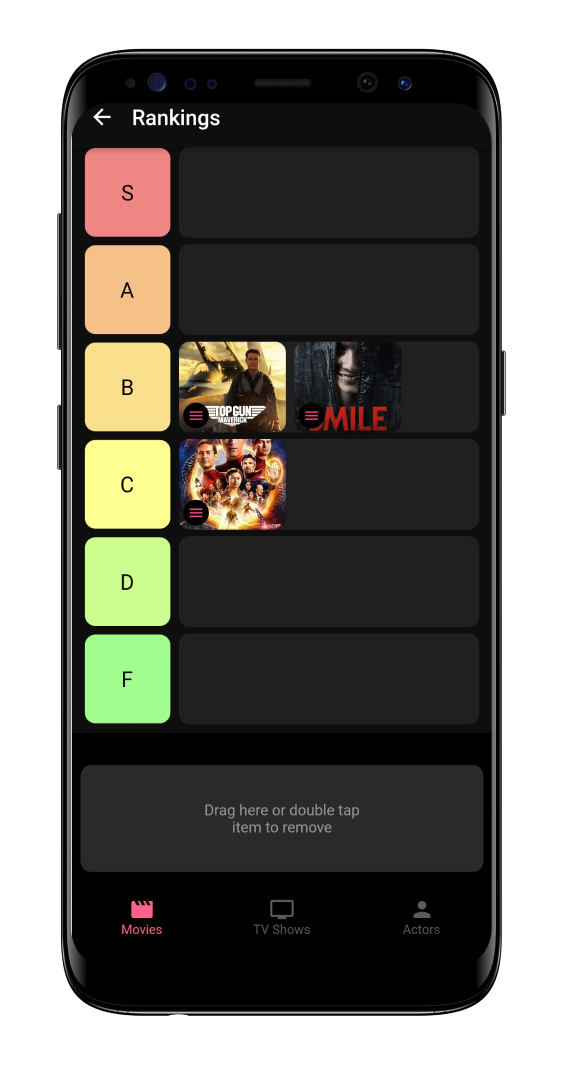 Rankings
S
A
B
TOP GUN
MAVERICK
SMILE
C
D
F
Drag here or double tap
item to remove
Movies
TV Shows
Actors